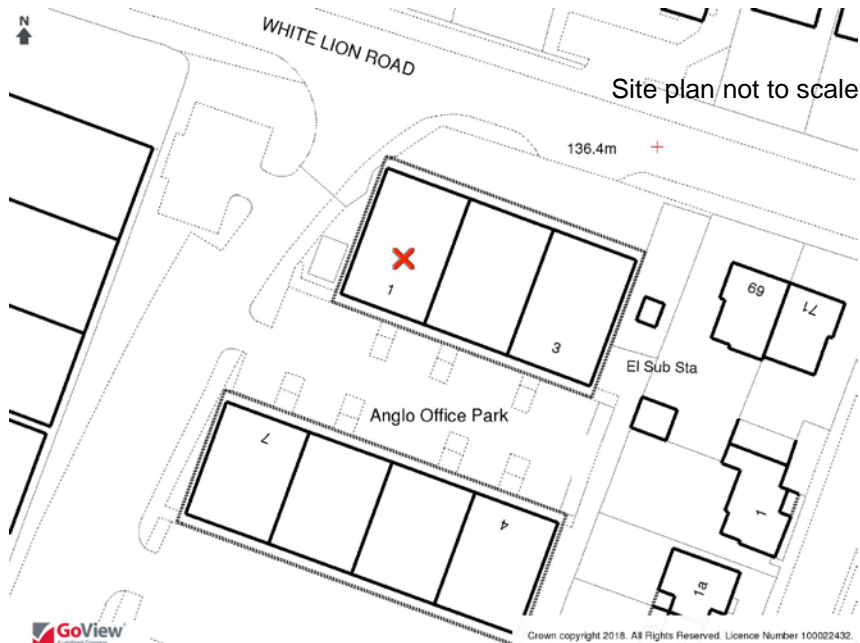 N
WHITE LION ROAD
Site plan not to scale
136.4m
1
3
69
71
El Sub Sta
Anglo Office Park
7
4
1
1a
GoView
Crown copyright 2018. All Rights Reserved. Licence Number 100022432.